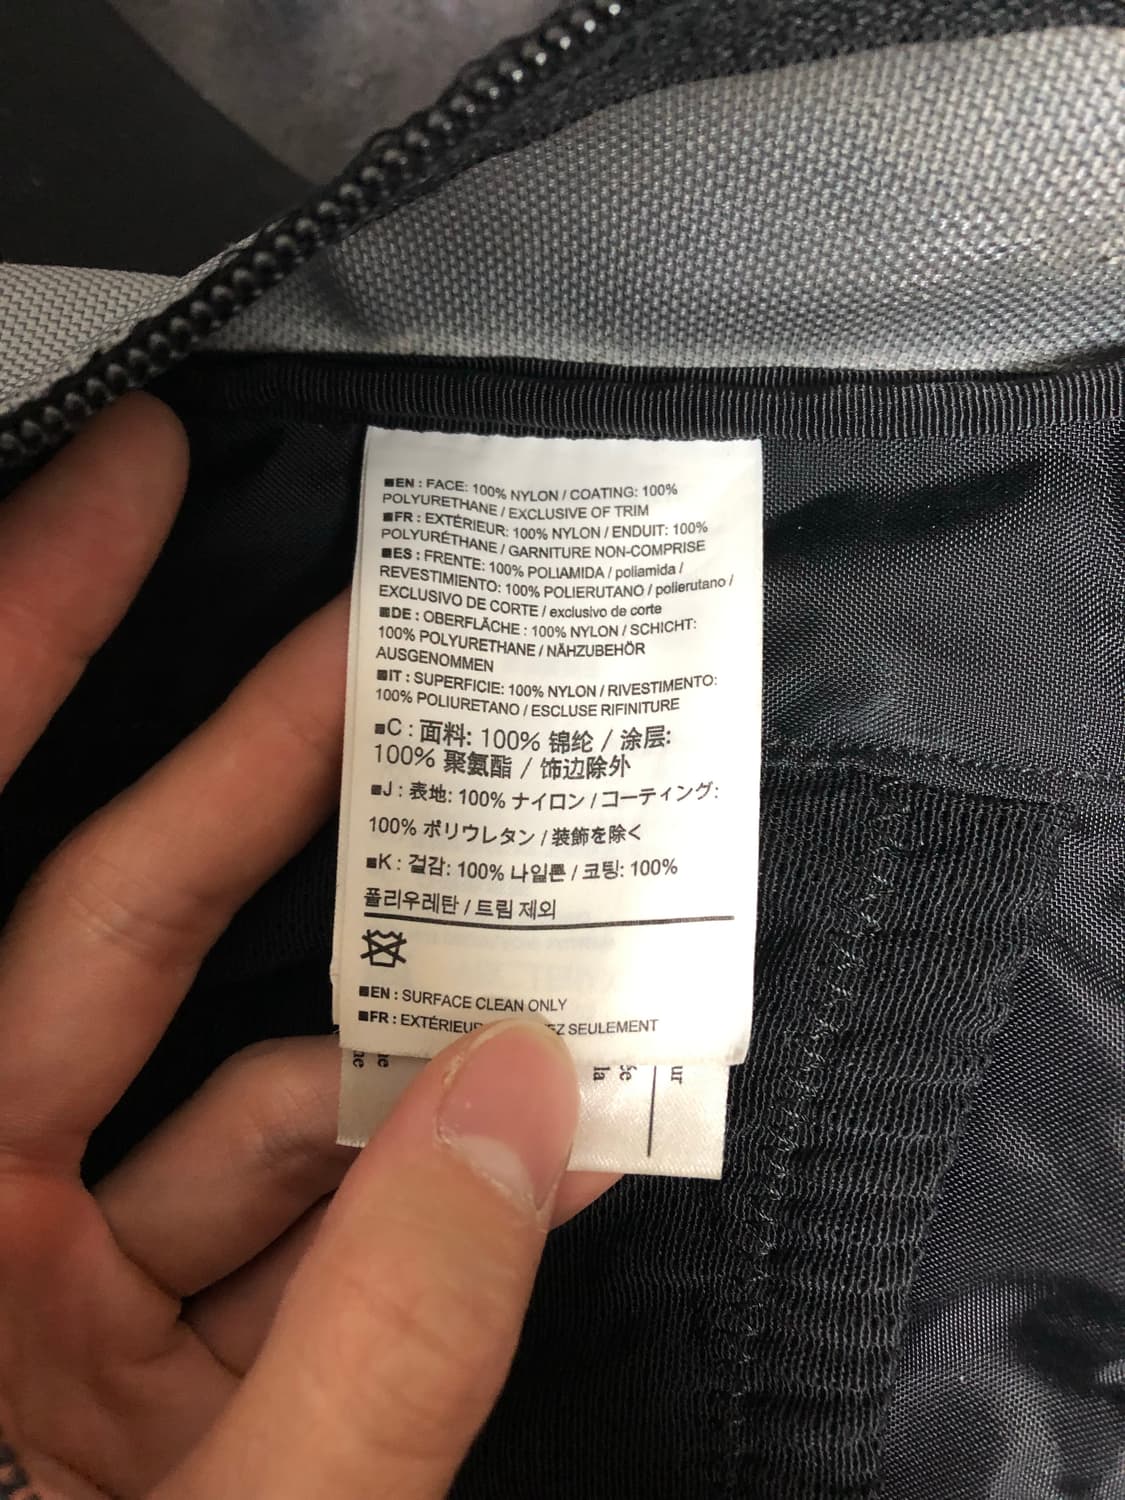 ■EN : FACE: 100% NYLON / COATING: 100%
POLYURETHANE / EXCLUSIVE OF TRIM
■FR : EXTÉRIEUR: 100% NYLON / ENDUIT: 100%
POLYURÉTHANE / GARNITURE NON-COMPRISE
■ES : FRENTE: 100% POLIAMIDA / poliamida /
REVESTIMIENTO: 100% POLIERUTANO / polierutano /
EXCLUSIVO DE CORTE / exclusivo de corte
■DE : OBERFLÄCHE : 100% NYLON / SCHICHT:
100% POLYURETHANE / NÄHZUBEHÖR
AUSGENOMMEN
■IT : SUPERFICIE: 100% NYLON / RIVESTIMENTO:
100% POLIURETANO / ESCLUSE RIFINITURE
■C : 面料: 100% 锦纶 / 涂层:
100% 聚氨酯 / 饰边除外
■J : 表地: 100% ナイロン / コーティング:
100% ポリウレタン / 装飾を除く
■K : 겉감: 100% 나일론 / 코팅: 100%
폴리우레탄 / 트림 제외
■EN : SURFACE CLEAN ONLY
■FR : SEULEMENT
la
ur